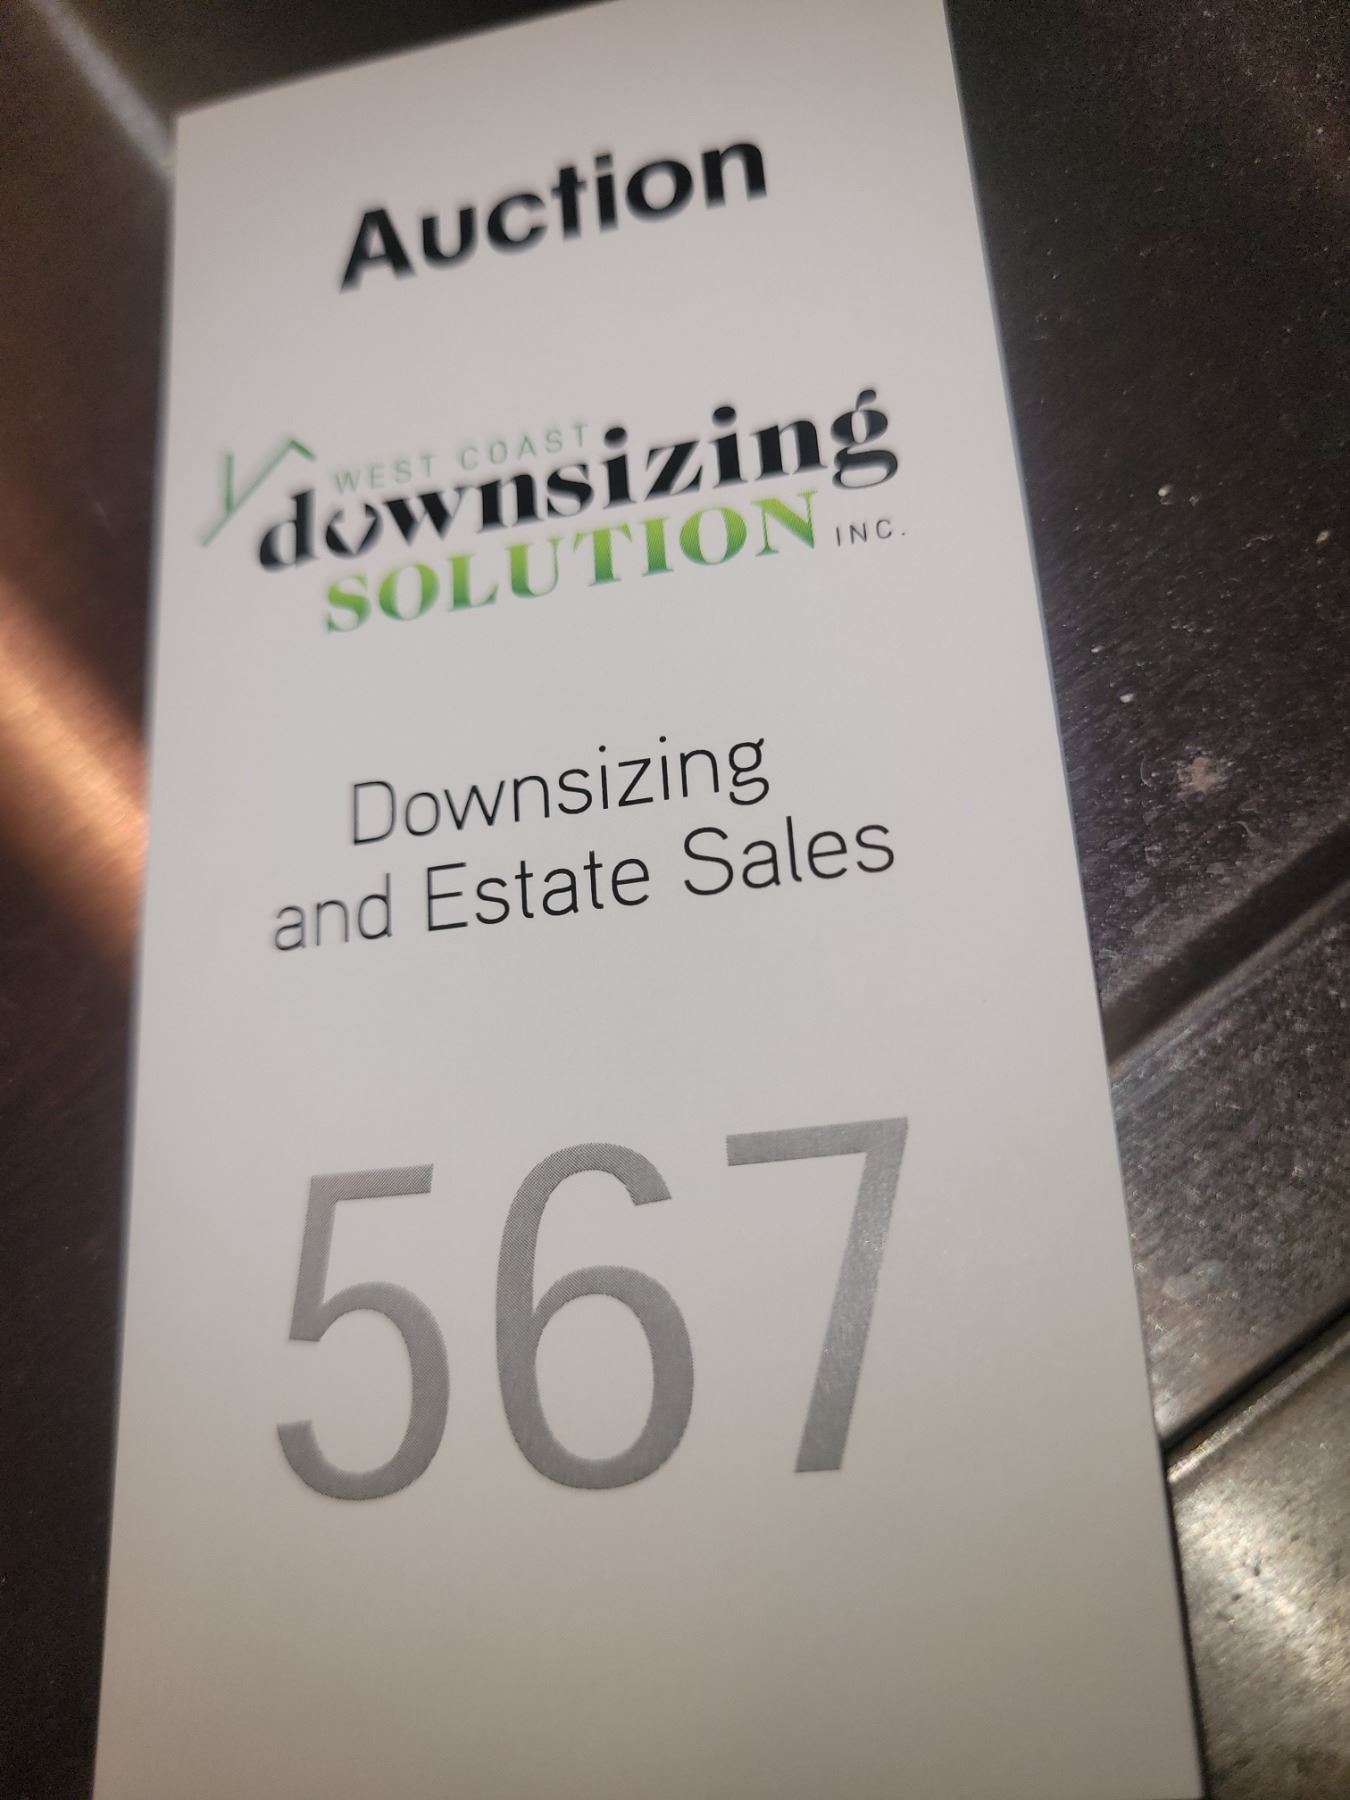 Auction
WEST COAST
downsizing
SOLUTION INC.
Downsizing
and Estate Sales
567